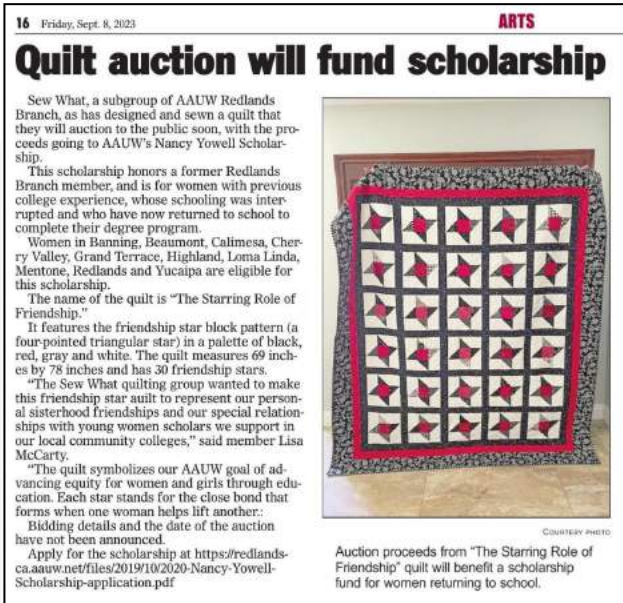 16 Friday, Sept. 8, 2023
ARTS
Quilt auction will fund scholarship
Sew What, a subgroup of AAUW Redlands
Branch, as has designed and sewn a quilt that
they will auction to the public soon, with the pro-
ceeds going to AAUW's Nancy Yowell Scholar-
ship.
This scholarship honors a former Redlands
Branch member, and is for women with previous
college experience, whose schooling was inter-
rupted and who have now returned to school to
complete their degree program.
Women in Banning, Beaumont, Calimesa, Cher-
ry Valley, Grand Terrace, Highland, Loma Linda,
Mentone, Redlands and Yucaipa are eligible for
this scholarship.
The name of the quilt is “The Starring Role of
Friendship.”
It features the friendship star block pattern (a
four-pointed triangular star) in a palette of black,
red, gray and white. The quilt measures 69 inch-
es by 78 inches and has 30 friendship stars.
“The Sew What quilting group wanted to make
this friendship star auilt to represent our person-
al sisterhood friendships and our special relation-
ships with young women scholars we support in
our local community colleges,” said member Lisa
McCarty.
“The quilt symbolizes our AAUW goal of ad-
vancing equity for women and girls through edu-
cation. Each star stands for the close bond that
forms when one woman helps lift another.:
Bidding details and the date of the auction
have not been announced.
Apply for the scholarship at https://redlands-
ca.aauw.net/files/2019/10/2020-Nancy-Yowell-
Scholarship-application.pdf
COURTESY PHOTO
Auction proceeds from “The Starring Role of
Friendship” quilt will benefit a scholarship
fund for women returning to school.